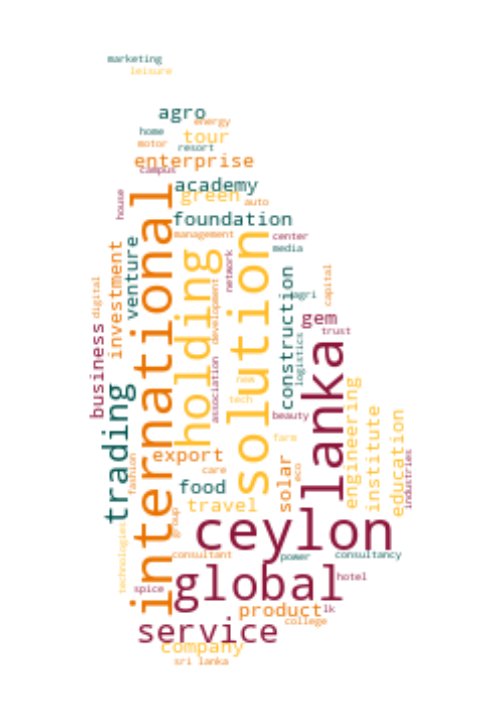 marketing
leisure
agro
energy
home
tour
motor
resort
enterprise
campus
academy
green
house
auto
foundation
management
center
media
international
holding
solution
venture
investment
network
digital
development
construction
agri
capital
gem
trust
business
logistics
lanka
association
new
tech
trading
beauty
engineering
institute
education
farm
export
fashion
care
solar
eco
industries
food
travel
group
ceylon
technologies
consultant
power
consultancy
global
hotel
spice
product
lk
college
service
company
sri lanka